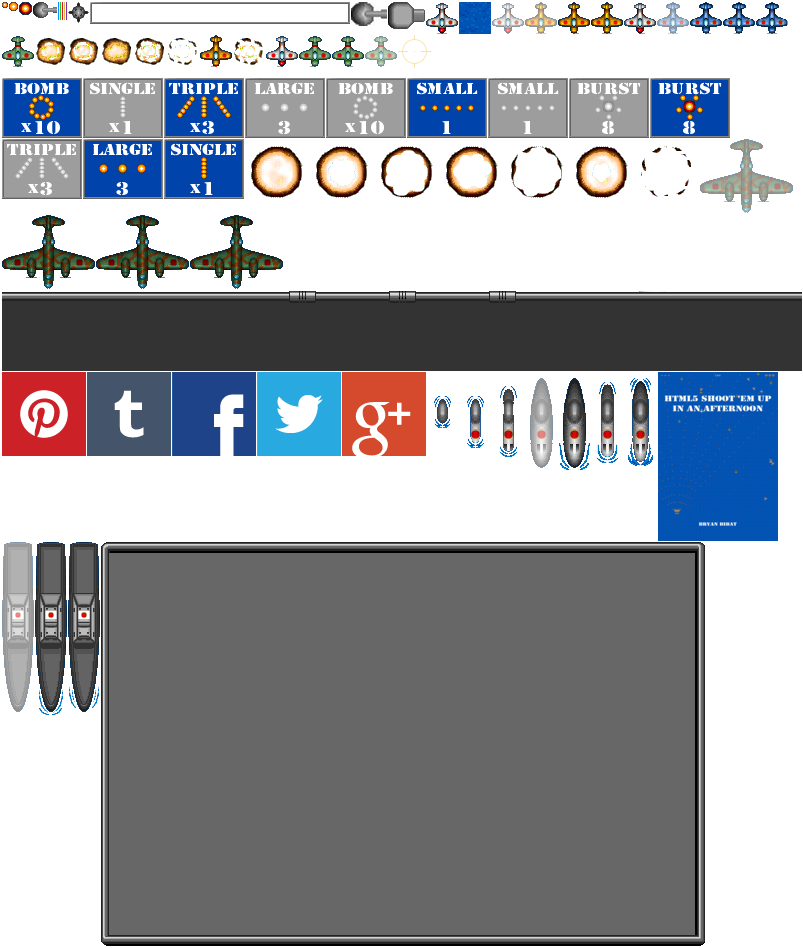 BOMB
x10
SINGLE
x1
TRIPLE
x3
LARGE
3
BOMB
x10
SMALL
1
SMALL
1
BURST
8
BURST
8
TRIPLE
x3
LARGE
3
SINGLE
x1
t
f
g+
HTML5 SHOOT 'EM UP
IN AN AFTERNOON
BRYAN BIBAT